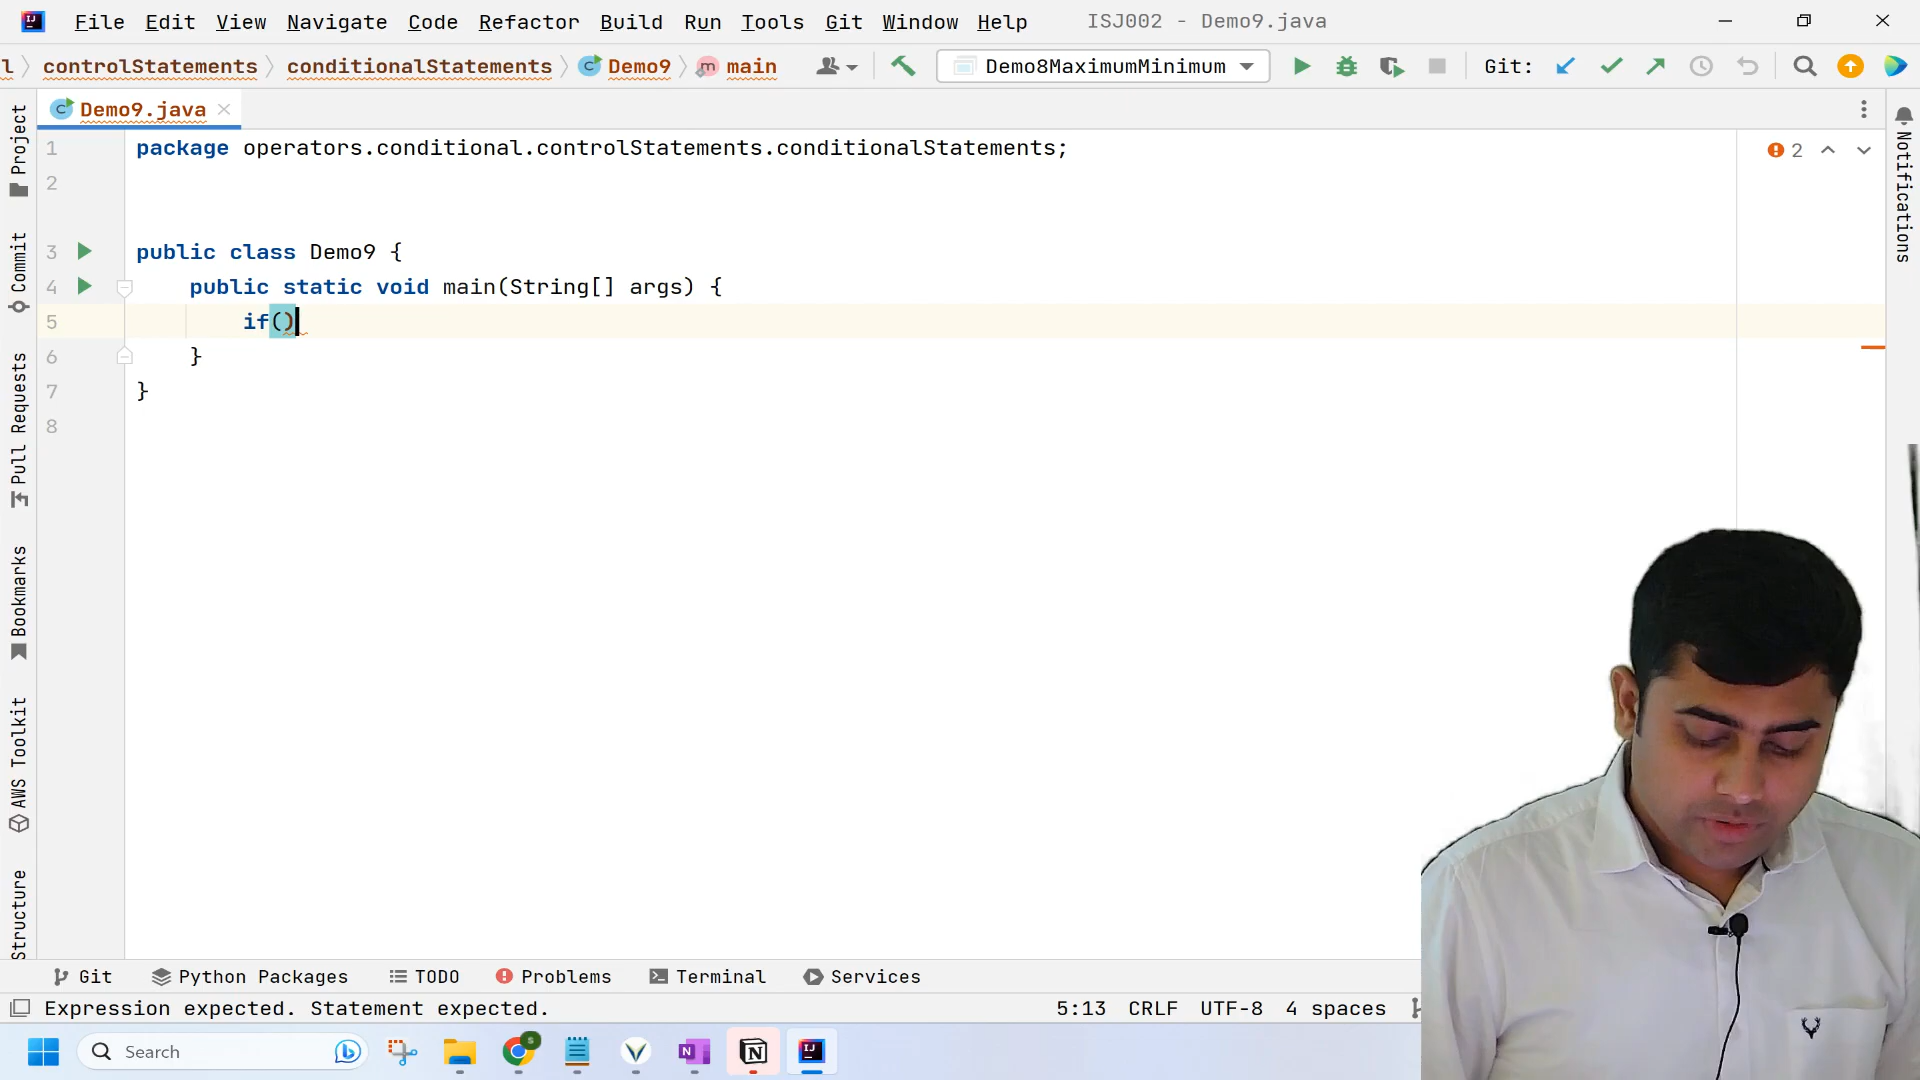 File Edit View Navigate Code Refactor Build Run Tools Git Window Help ISJ002 - Demo9.java
l controlStatements conditionalStatements Demo9 main Demo8MaximumMinimum Git:
Demo9.java
1 package operators.conditional.controlStatements.conditionalStatements;
2
3 public class Demo9 {
4 public static void main(String[] args) {
5 if()
6 }
7 }
8
2
Project
Commit
Pull Requests
Bookmarks
AWS Toolkit
Structure
Notifications
Git Python Packages TODO Problems Terminal Services
Expression expected. Statement expected. 5:13 CRLF UTF-8 4 spaces
Search